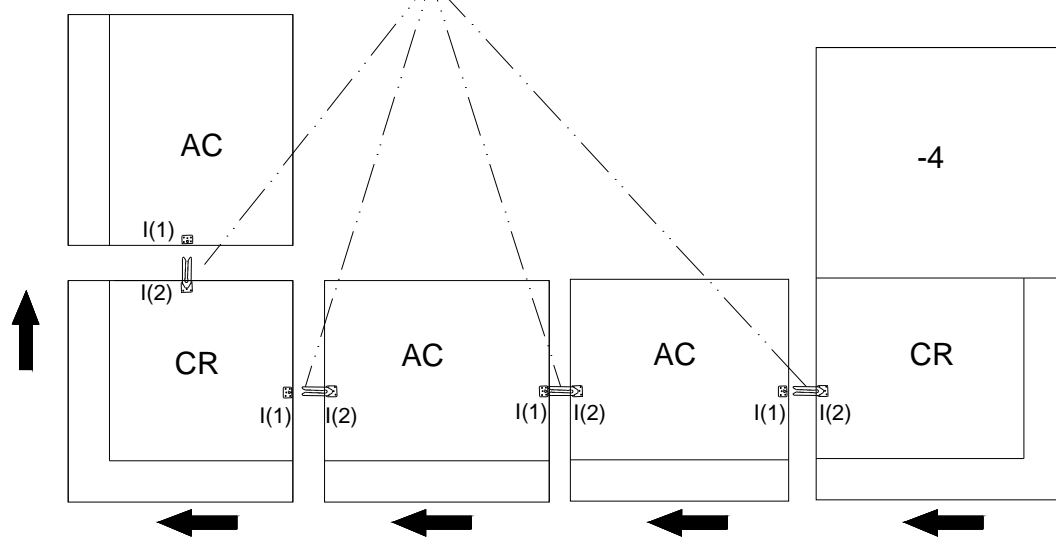 AC
-4
I(1)
I(2)
CR
AC
AC
CR
I(1)
I(2)
I(1)
I(2)
I(1)
I(2)